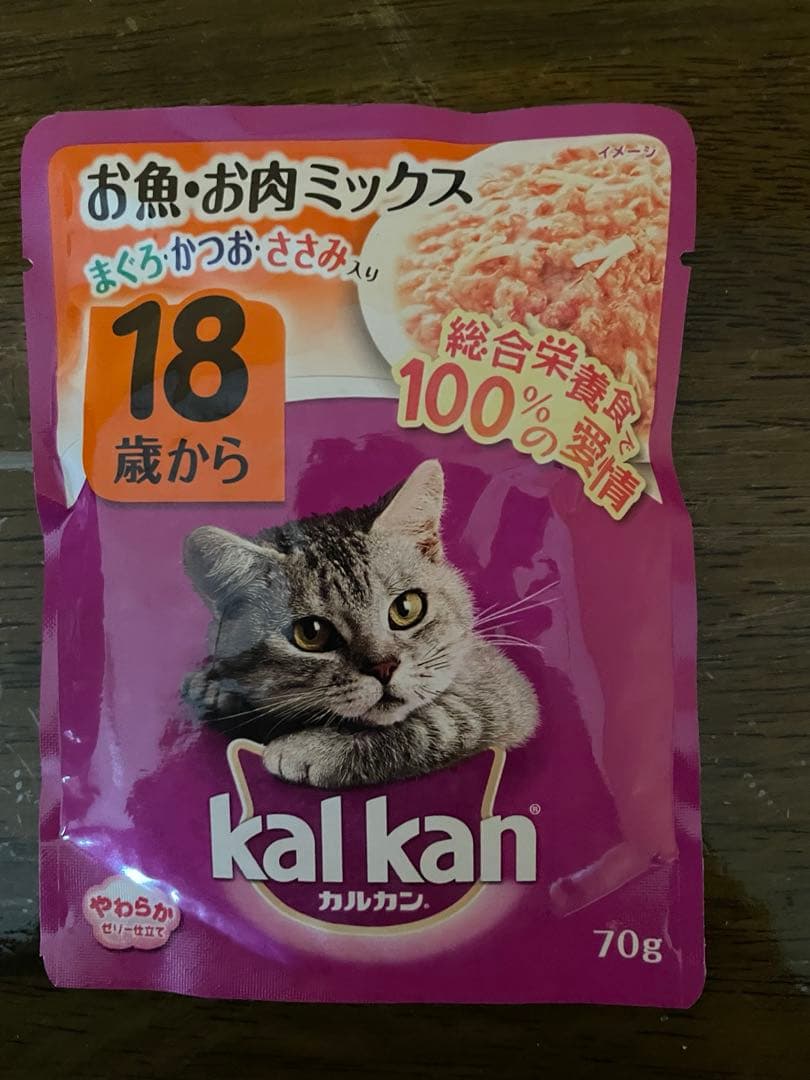 お魚・お肉ミックス
イメージ
まぐろ・かつお・ささみ入り
18
歳から
総合栄養食で
100%の愛情
kal kan®
カルカン®
やわらか
ゼリー仕立て
70g